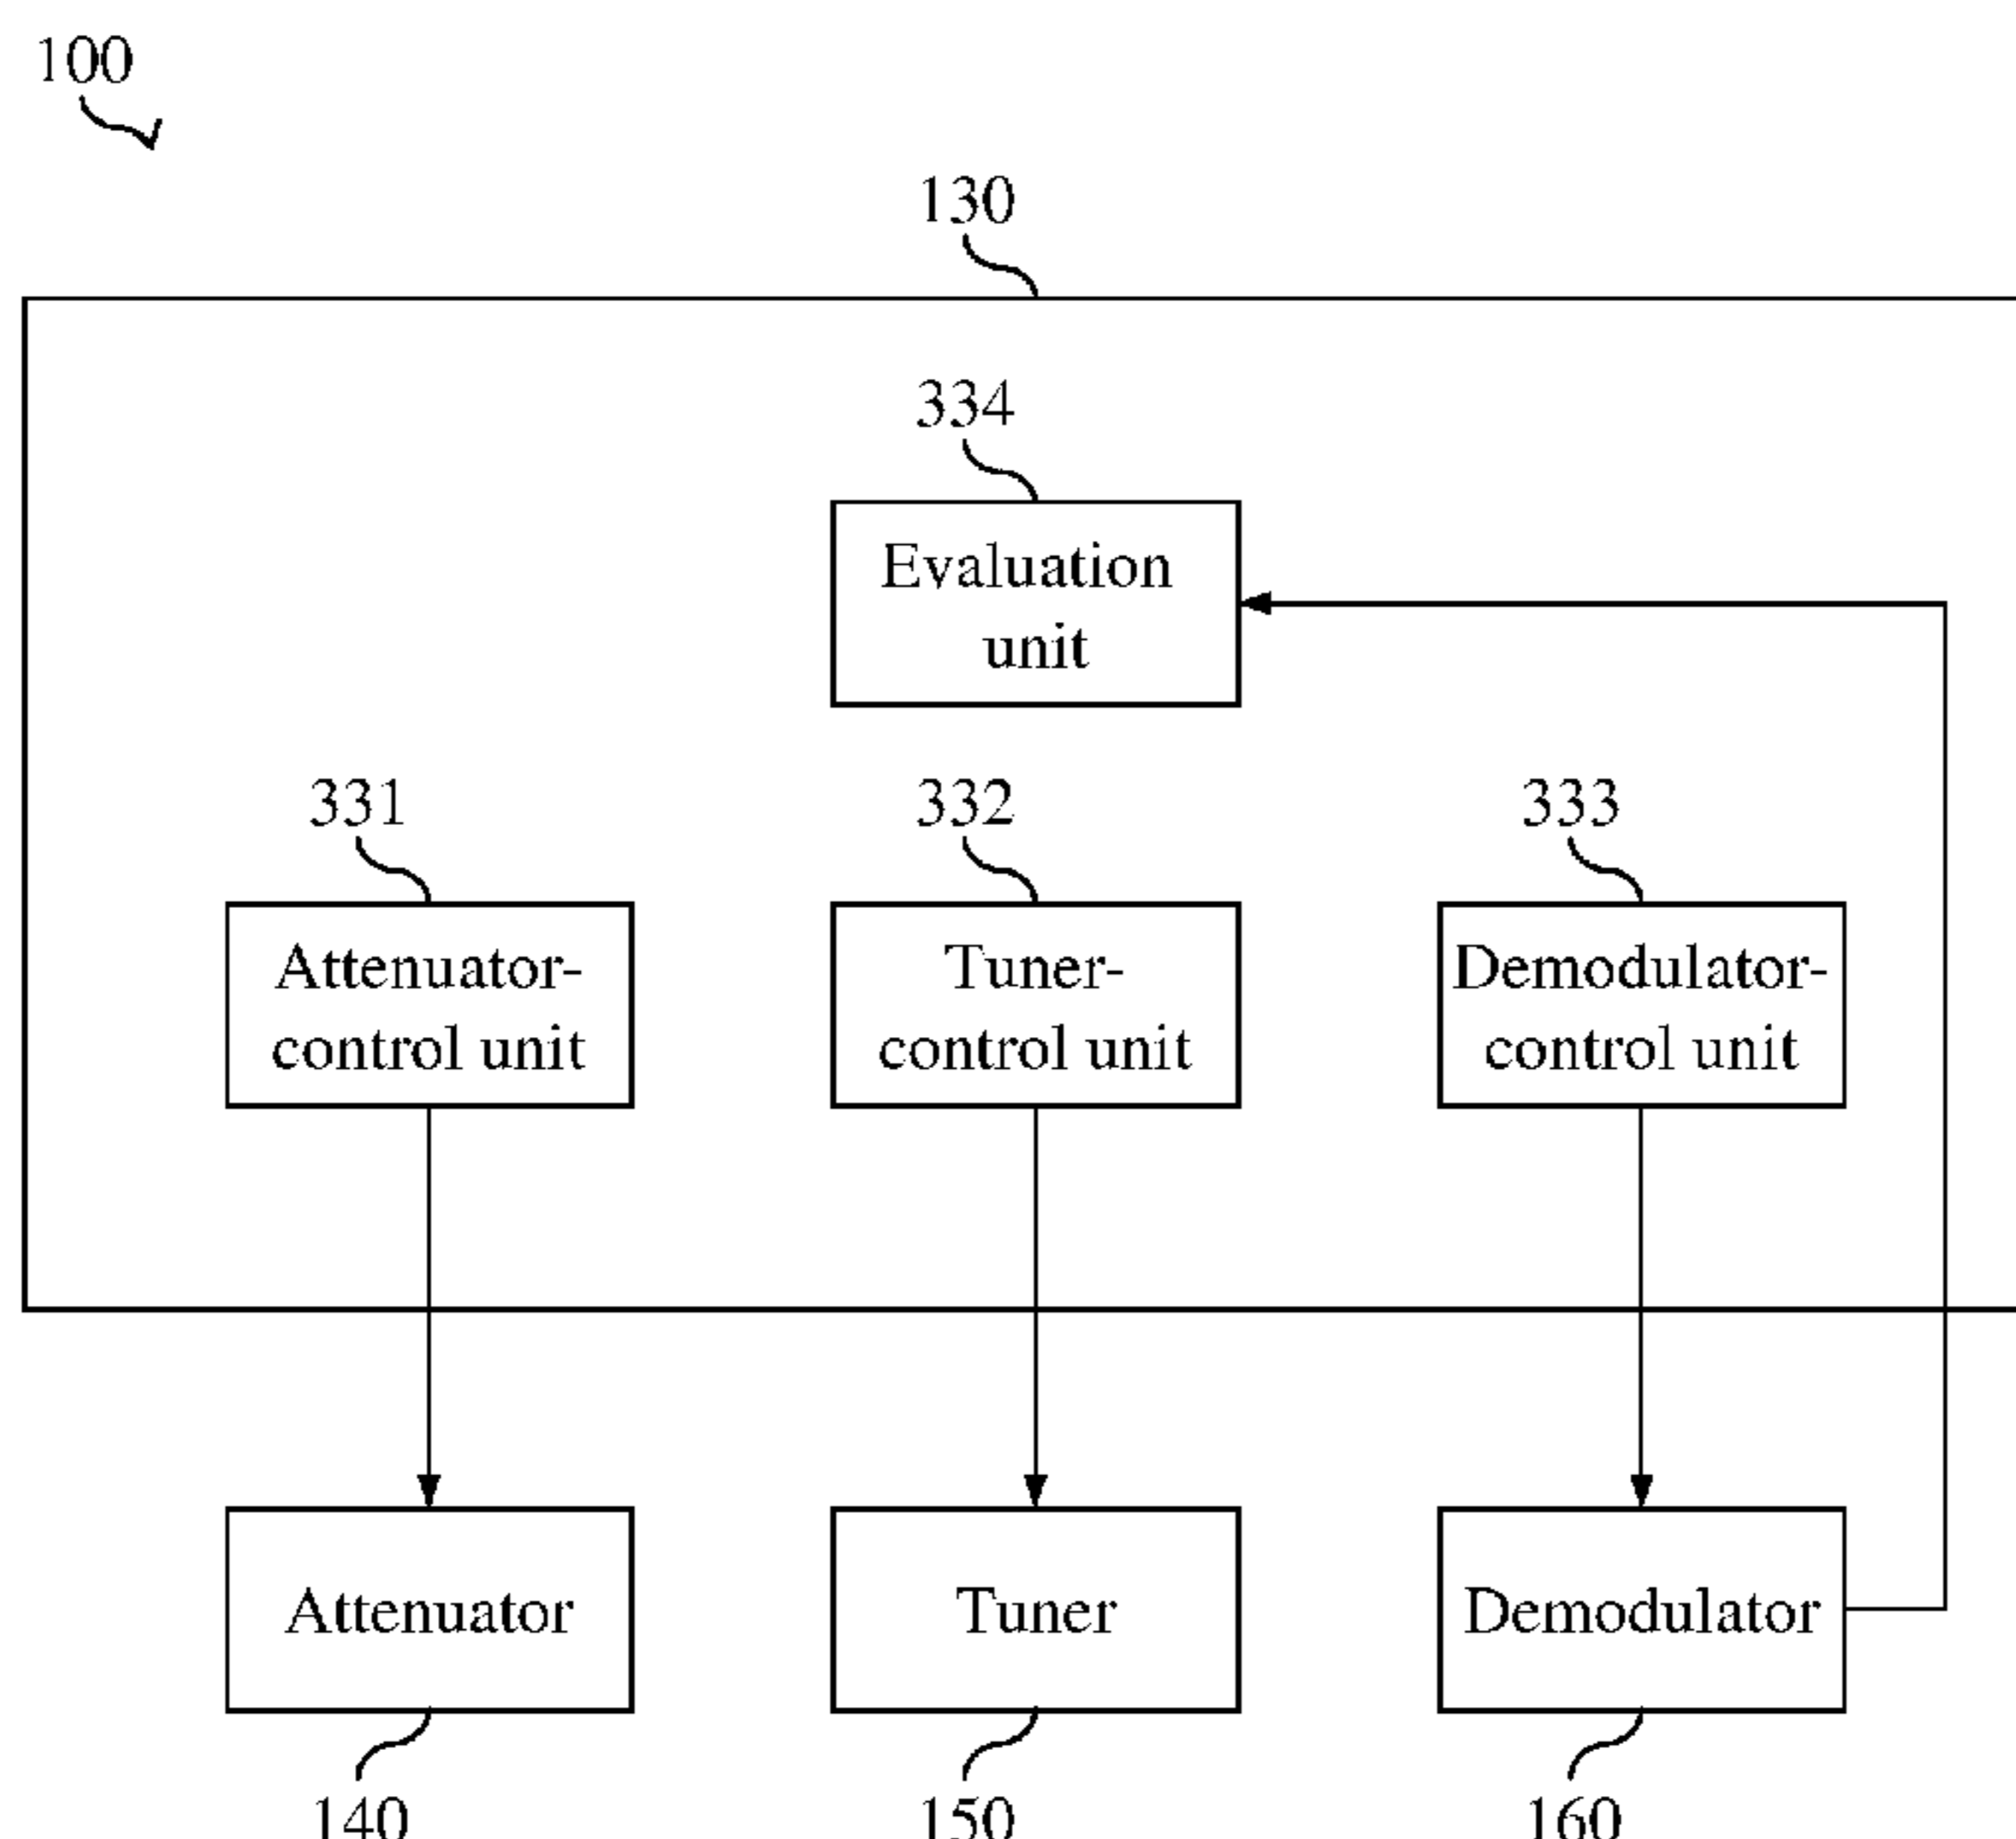 100
130
334
Evaluation
unit
331
332
333
Attenuator-
control unit
Tuner-
control unit
Demodulator-
control unit
Attenuator
Tuner
Demodulator
140
150
160